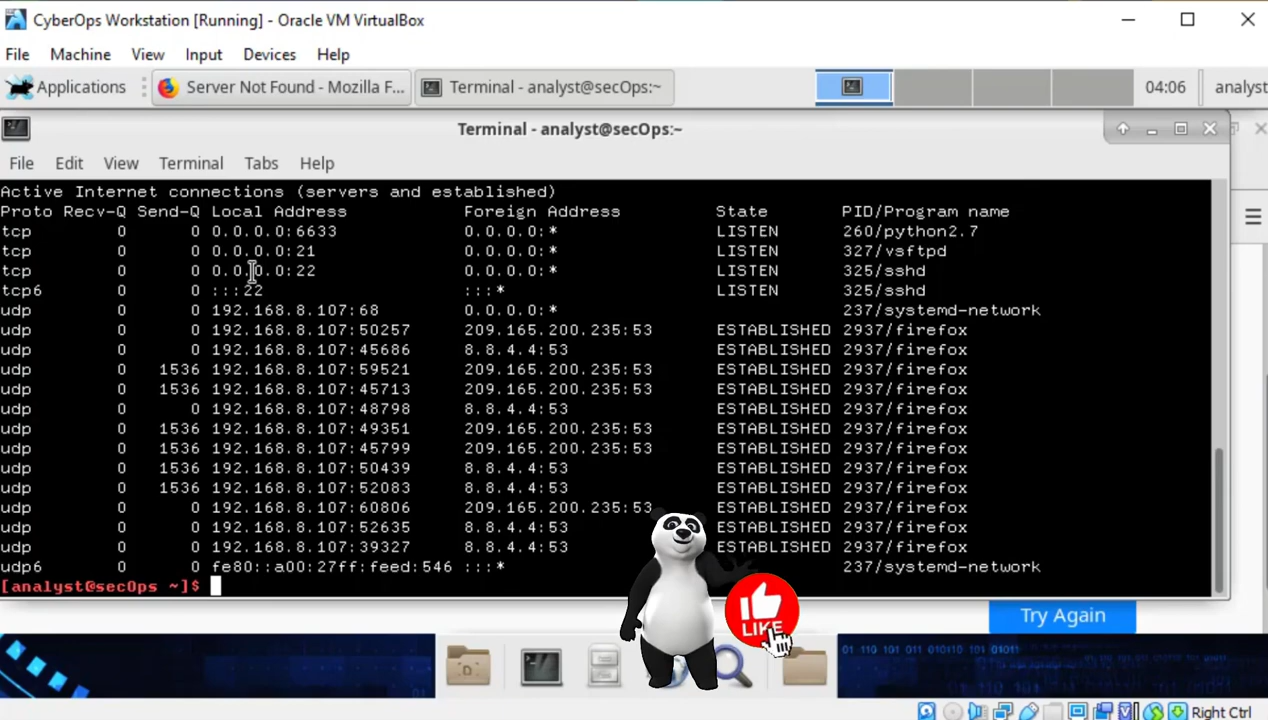 CyberOps Workstation [Running] - Oracle VM VirtualBox
File Machine View Input Devices Help
Applications Server Not Found - Mozilla F... Terminal - analyst@secOps:~ 04:06 analyst
Terminal - analyst@secOps:~
File Edit View Terminal Tabs Help
Active Internet connections (servers and established)
Proto Recv-Q Send-Q Local Address Foreign Address State PID/Program name
tcp 0 0 0.0.0.0:6633 0.0.0.0:* LISTEN 260/python2.7
tcp 0 0 0.0.0.0:21 0.0.0.0:* LISTEN 327/vsftpd
tcp 0 0 0.0.0.0:22 0.0.0.0:* LISTEN 325/sshd
tcp6 0 0 :::22 :::* LISTEN 325/sshd
udp 0 0 192.168.8.107:68 0.0.0.0:* 237/systemd-network
udp 0 0 192.168.8.107:50257 209.165.200.235:53 ESTABLISHED 2937/firefox
udp 0 0 192.168.8.107:45686 8.8.4.4:53 ESTABLISHED 2937/firefox
udp 0 1536 192.168.8.107:59521 209.165.200.235:53 ESTABLISHED 2937/firefox
udp 0 1536 192.168.8.107:45713 209.165.200.235:53 ESTABLISHED 2937/firefox
udp 0 0 192.168.8.107:48798 8.8.4.4:53 ESTABLISHED 2937/firefox
udp 0 1536 192.168.8.107:49351 209.165.200.235:53 ESTABLISHED 2937/firefox
udp 0 1536 192.168.8.107:45799 209.165.200.235:53 ESTABLISHED 2937/firefox
udp 0 1536 192.168.8.107:50439 8.8.4.4:53 ESTABLISHED 2937/firefox
udp 0 1536 192.168.8.107:52083 8.8.4.4:53 ESTABLISHED 2937/firefox
udp 0 0 192.168.8.107:60806 209.165.200.235:53 ESTABLISHED 2937/firefox
udp 0 0 192.168.8.107:52635 8.8.4.4:53 ESTABLISHED 2937/firefox
udp 0 0 192.168.8.107:39327 8.8.4.4:53 ESTABLISHED 2937/firefox
udp6 0 0 fe80::a00:27ff:feed:546 :::* 237/systemd-network
[analyst@secOps ~]$
LIKE
Try Again
Right Ctrl